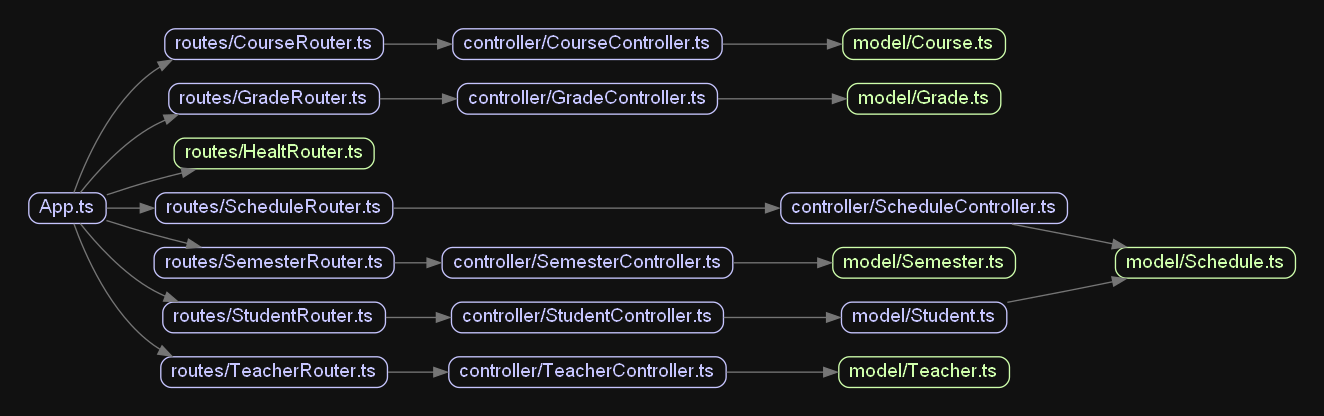 routes/CourseRouter.ts controller/CourseController.ts model/Course.ts
routes/GradeRouter.ts controller/GradeController.ts model/Grade.ts
routes/HealtRouter.ts
App.ts routes/ScheduleRouter.ts controller/ScheduleController.ts
routes/SemesterRouter.ts controller/SemesterController.ts model/Semester.ts model/Schedule.ts
routes/StudentRouter.ts controller/StudentController.ts model/Student.ts
routes/TeacherRouter.ts controller/TeacherController.ts model/Teacher.ts